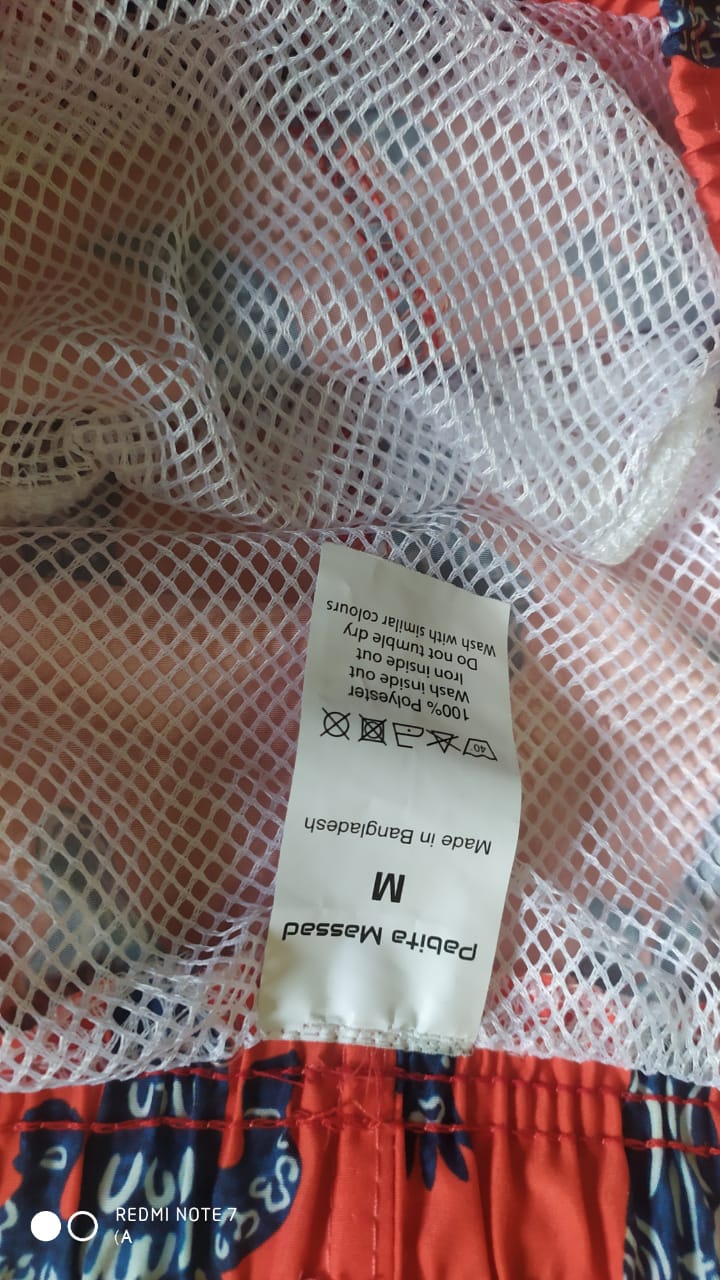 Pabita Massad
M
Made in Bangladesh
40
100% Polyester
Wash inside out
Iron inside out
Do not tumble dry
Wash with similar colours
REDMI NOTE 7
(A